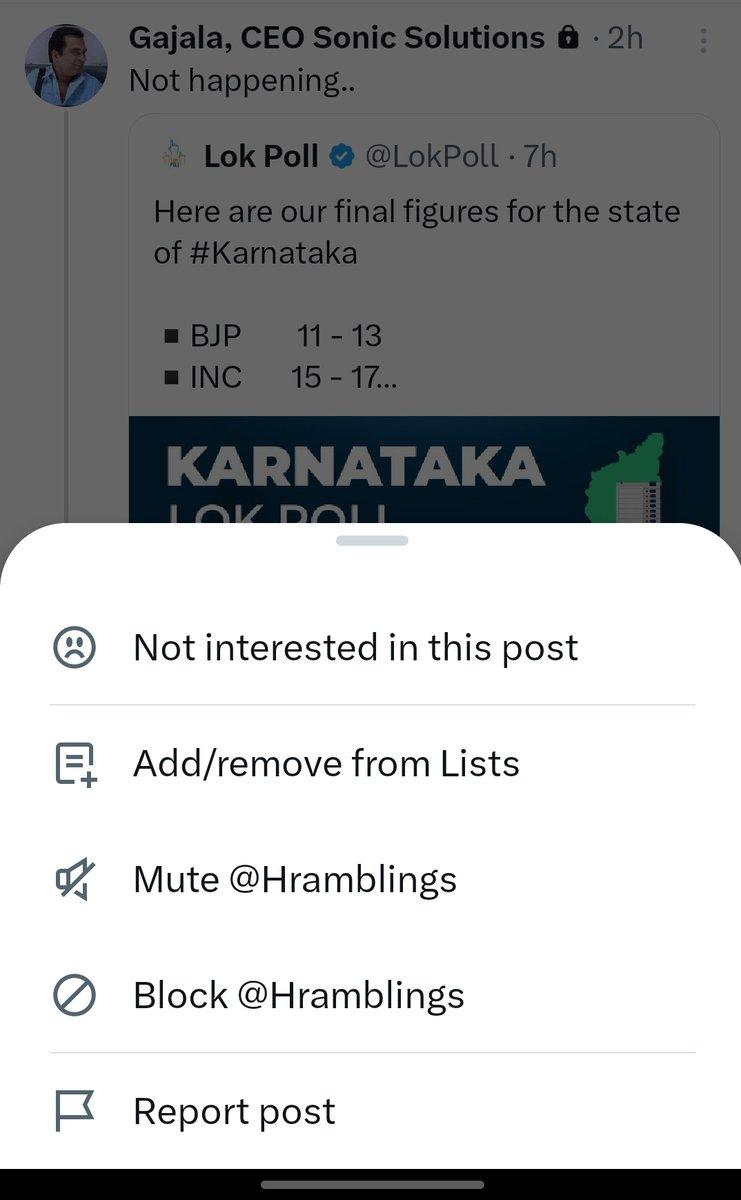 Gajala, CEO Sonic Solutions · 2h
Not happening..
Lok Poll @LokPoll · 7h
Here are our final figures for the state
of #Karnataka
▪ BJP 11 - 13
▪ INC 15 - 17...
KARNATAKA
LOK POLL
Not interested in this post
Add/remove from Lists
Mute @Hramblings
Block @Hramblings
Report post